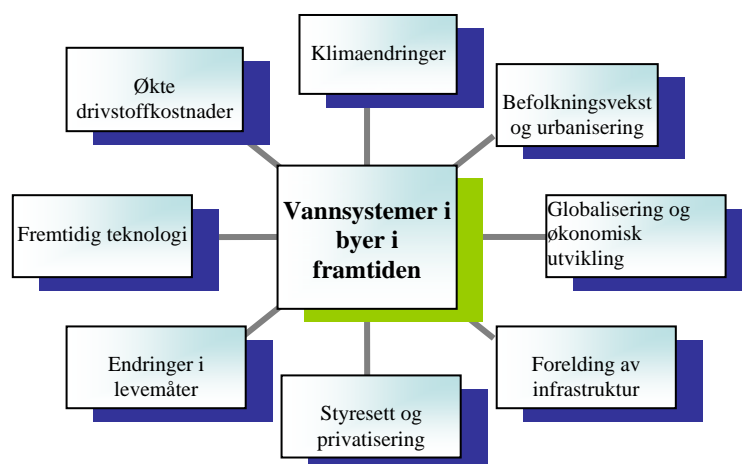 Klimaendringer
Økte
drivstoffkostnader
Befolkningsvekst
og urbanisering
Vannsystemer i
byer i
framtiden
Fremtidig teknologi
Globalisering og
økonomisk
utvikling
Endringer i
levemåter
Forelding av
infrastruktur
Styresett og
privatisering